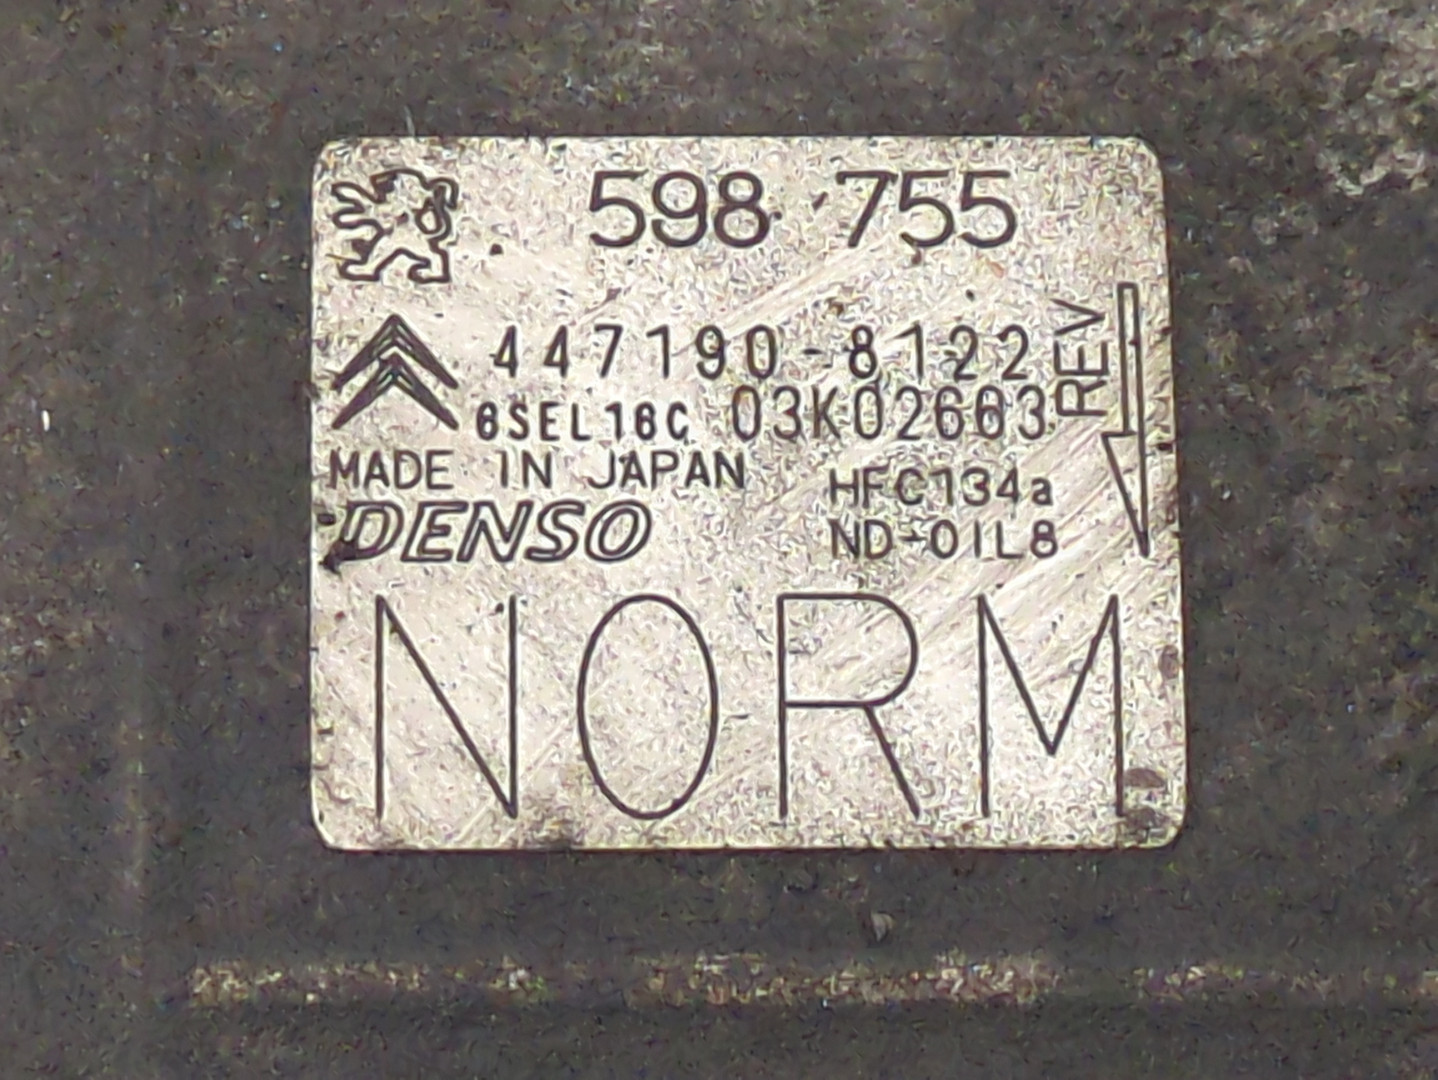 598 755
447190-8122
6SEL16C 03K02663
REV
MADE IN JAPAN
HFC134a
DENSO
ND-OIL8
NORM